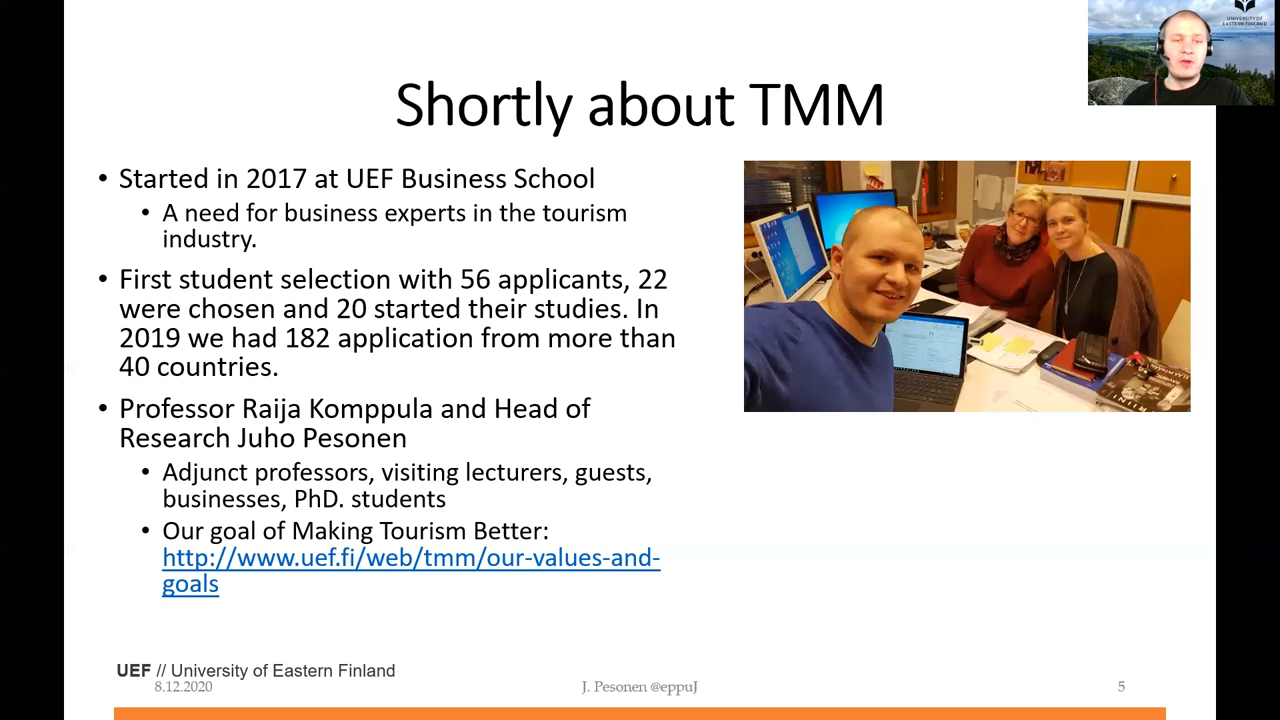 UNIVERSITY OF
EASTERN FINLAND
Shortly about TMM
• Started in 2017 at UEF Business School
• A need for business experts in the tourism
industry.
• First student selection with 56 applicants, 22
were chosen and 20 started their studies. In
2019 we had 182 application from more than
40 countries.
• Professor Raija Komppula and Head of
Research Juho Pesonen
• Adjunct professors, visiting lecturers, guests,
businesses, PhD. students
• Our goal of Making Tourism Better:
http://www.uef.fi/web/tmm/our-values-and-
goals
UEF // University of Eastern Finland
8.12.2020
J. Pesonen @eppuJ
5